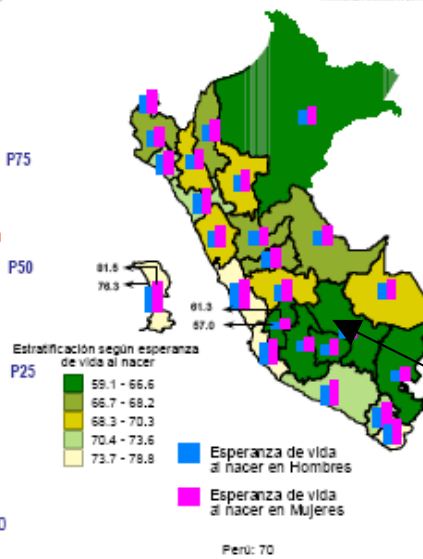 P75
P50
81.5
76.3
61.3
57.0
Estratificación según esperanza
de vida al nacer
P25
59.1 - 66.6
66.7 - 68.2
68.3 - 70.3
70.4 - 73.6
73.7 - 78.8
Esperanza de vida
al nacer en Hombres
Esperanza de vida
al nacer en Mujeres
0
Perú: 70